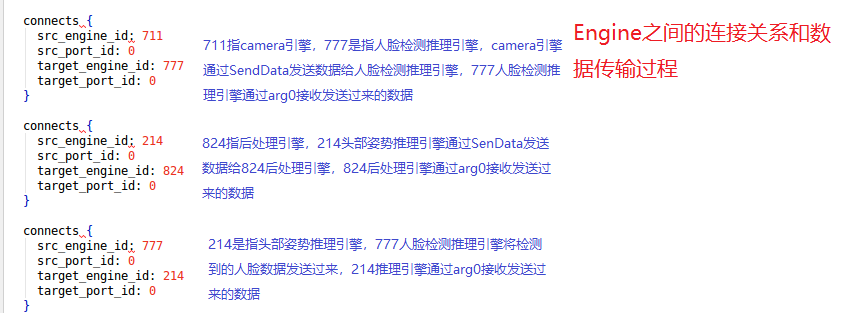 connects {
src_engine_id: 711
src_port_id: 0
target_engine_id: 777
target_port_id: 0
}
711指camera引擎，777是指人脸检测推理引擎，camera引擎
通过SendData发送数据给人脸检测推理引擎，777人脸检测推
理引擎通过arg0接收发送过来的数据
Engine之间的连接关系和数
据传输过程
connects {
src_engine_id: 214
src_port_id: 0
target_engine_id: 824
target_port_id: 0
}
824指后处理引擎，214头部姿势推理引擎通过SenData发送
数据给824后处理引擎，824后处理引擎通过arg0接收发送过
来的数据
connects {
src_engine_id: 777
src_port_id: 0
target_engine_id: 214
target_port_id: 0
}
214是指头部姿势推理引擎，777人脸检测推理引擎将检测
到的人脸数据发送过来，214推理引擎通过arg0接收发送过
来的数据